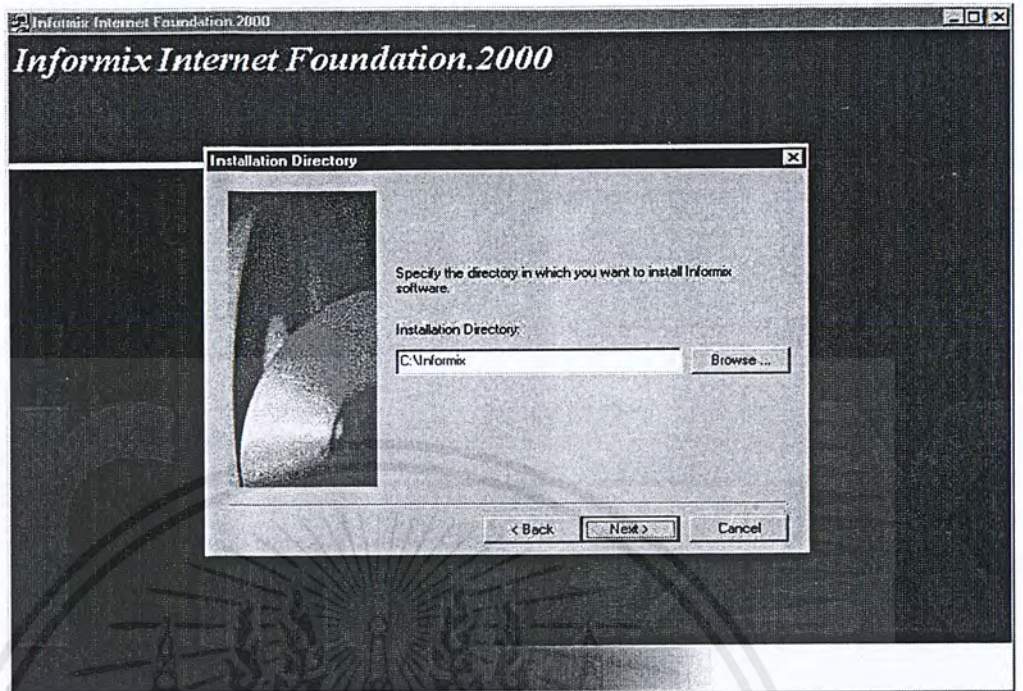 Informix Internet Foundation.2000
Informix Internet Foundation.2000
Installation Directory
Specify the directory in which you want to install Informix
software.
Installation Directory:
C:\Informix
Browse ...
< Back
Next >
Cancel